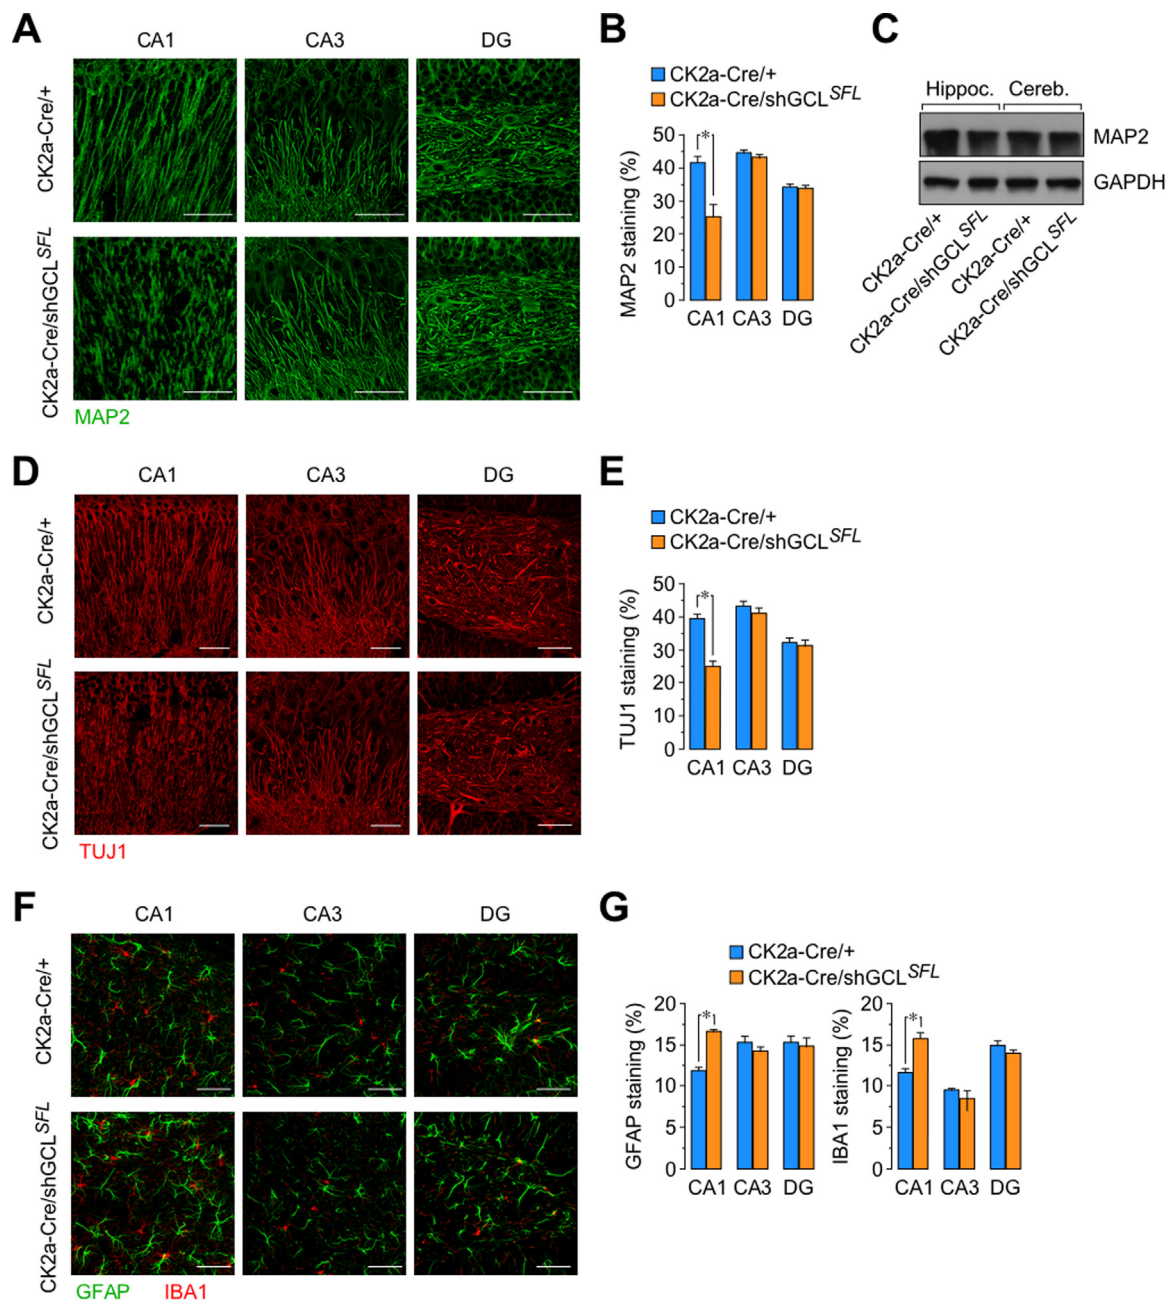 A
CA1 CA3 DG
CK2a-Cre/+
CK2a-Cre/shGCL^SFL
MAP2
B
CK2a-Cre/+
CK2a-Cre/shGCL^SFL
MAP2 staining (%)
50
40
30
20
10
0
CA1 CA3 DG
*
C
Hippoc. Cereb.
MAP2
GAPDH
CK2a-Cre/+
CK2a-Cre/shGCL^SFL
CK2a-Cre/+
CK2a-Cre/shGCL^SFL
D
CA1 CA3 DG
CK2a-Cre/+
CK2a-Cre/shGCL^SFL
TUJ1
E
CK2a-Cre/+
CK2a-Cre/shGCL^SFL
TUJ1 staining (%)
50
40
30
20
10
0
CA1 CA3 DG
*
F
CA1 CA3 DG
CK2a-Cre/+
CK2a-Cre/shGCL^SFL
GFAP IBA1
G
CK2a-Cre/+
CK2a-Cre/shGCL^SFL
GFAP staining (%)
20
15
10
5
0
CA1 CA3 DG
*
IBA1 staining (%)
20
15
10
5
0
CA1 CA3 DG
*